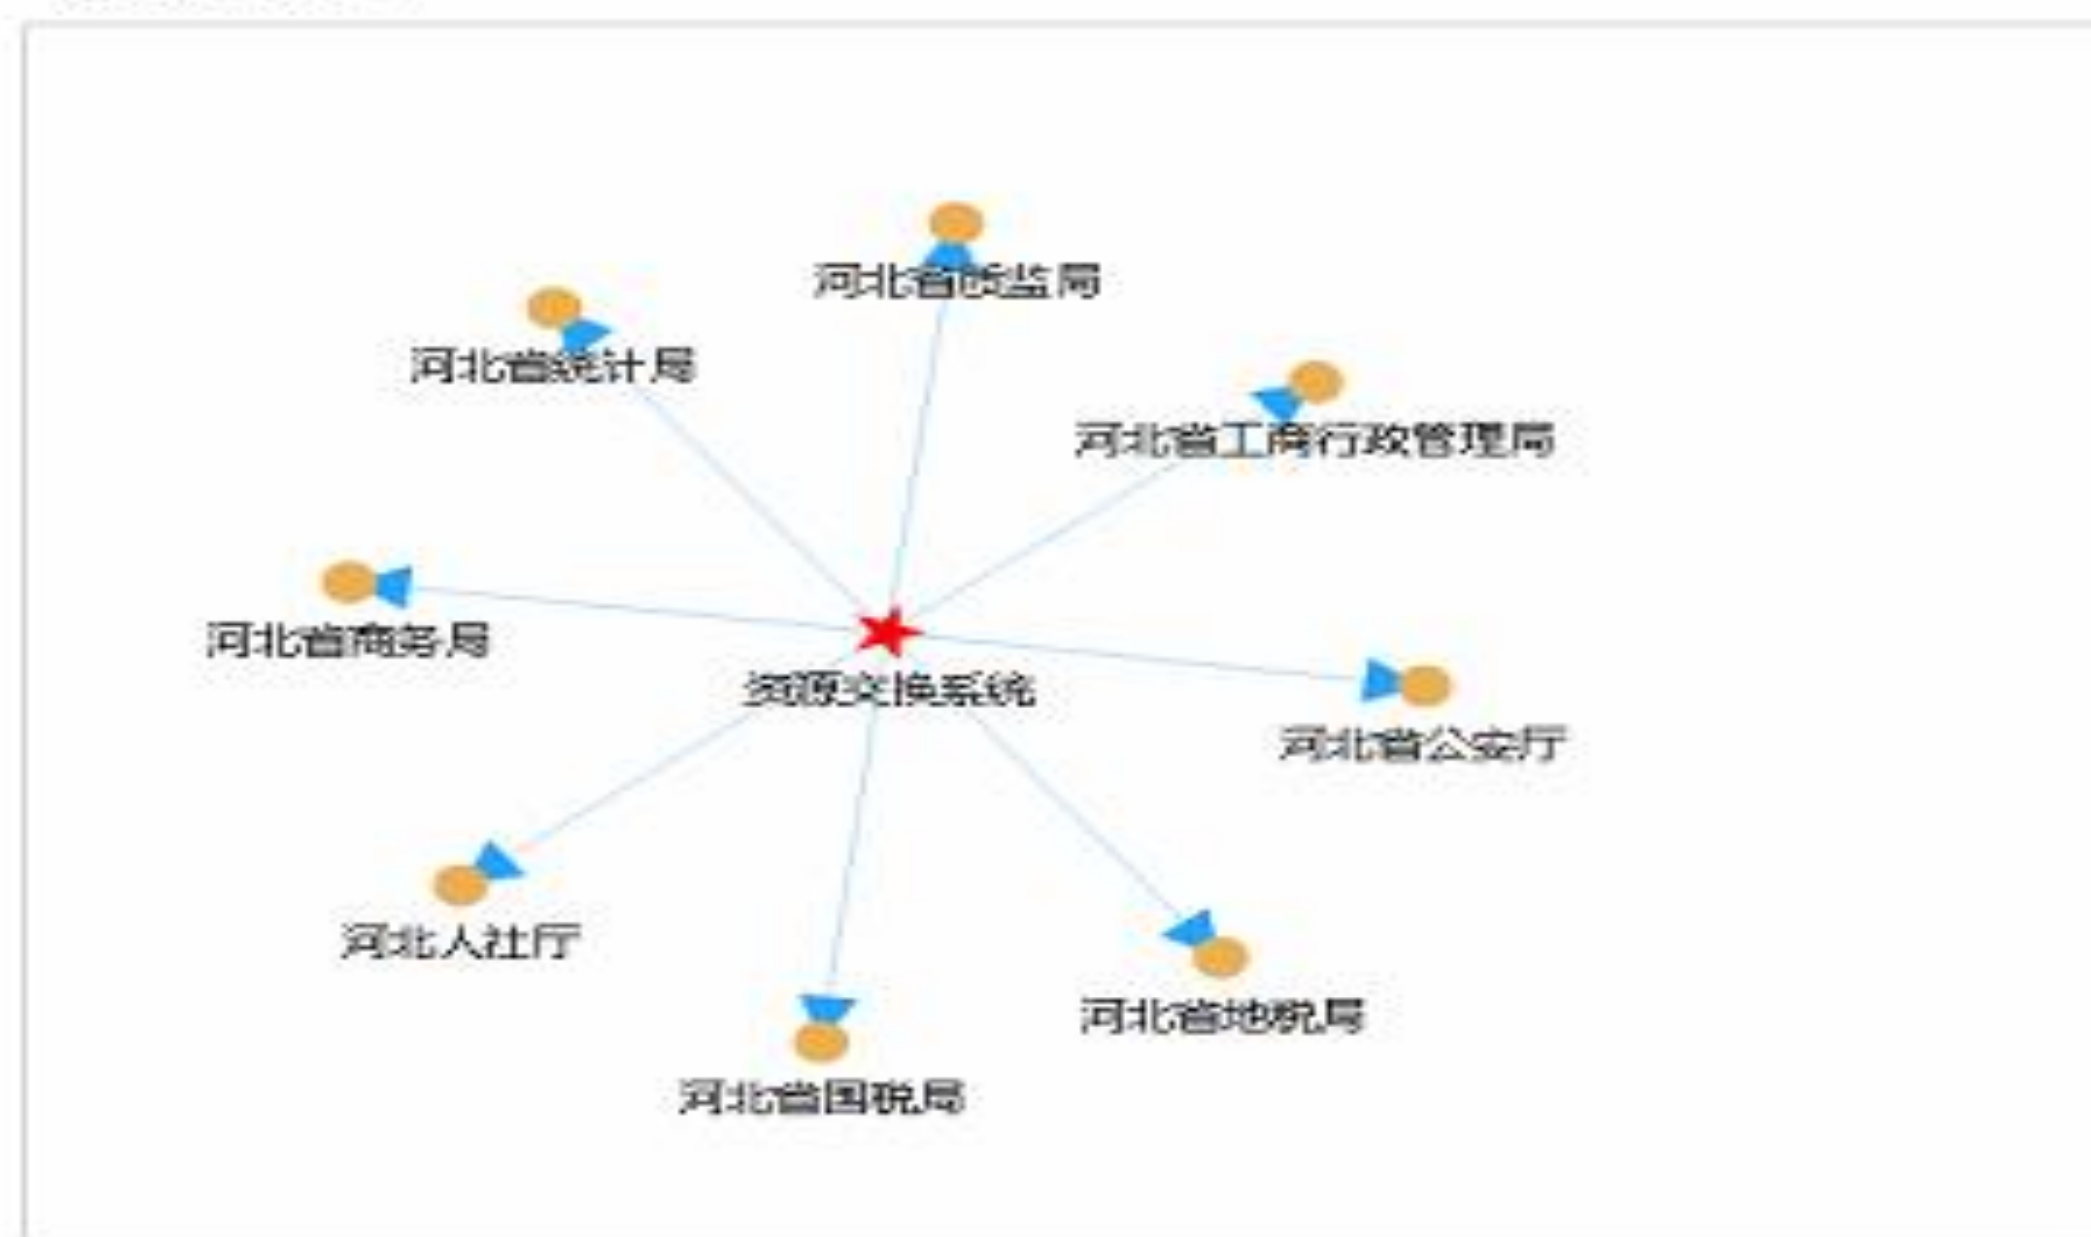 河北省质监局
河北省统计局
河北省工商行政管理局
河北省商务局
资源交换系统
河北省公安厅
河北人社厅
河北省地税局
河北省国税局